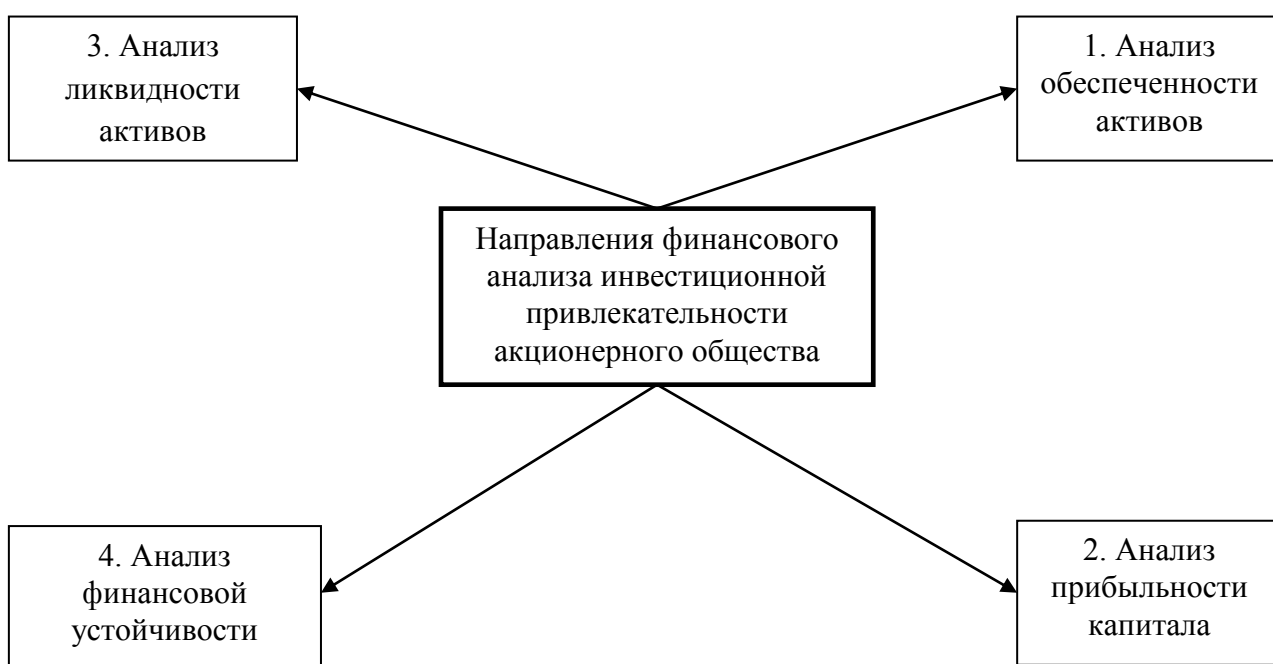 3. Анализ
ликвидности
активов
1. Анализ
обеспеченности
активов
Направления финансового
анализа инвестиционной
привлекательности
акционерного общества
4. Анализ
финансовой
устойчивости
2. Анализ
прибыльности
капитала